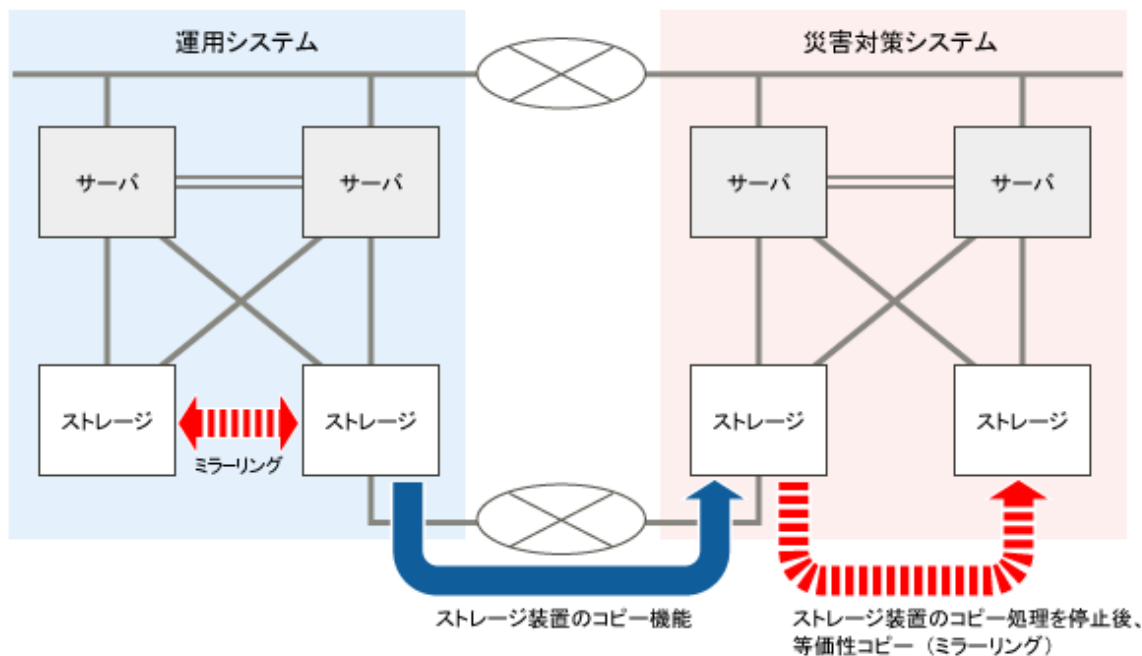 運用システム
災害対策システム
サーバ
サーバ
サーバ
サーバ
ストレージ
ストレージ
ストレージ
ストレージ
ミラーリング
ストレージ装置のコピー機能
ストレージ装置のコピー処理を停止後、
等価性コピー（ミラーリング）